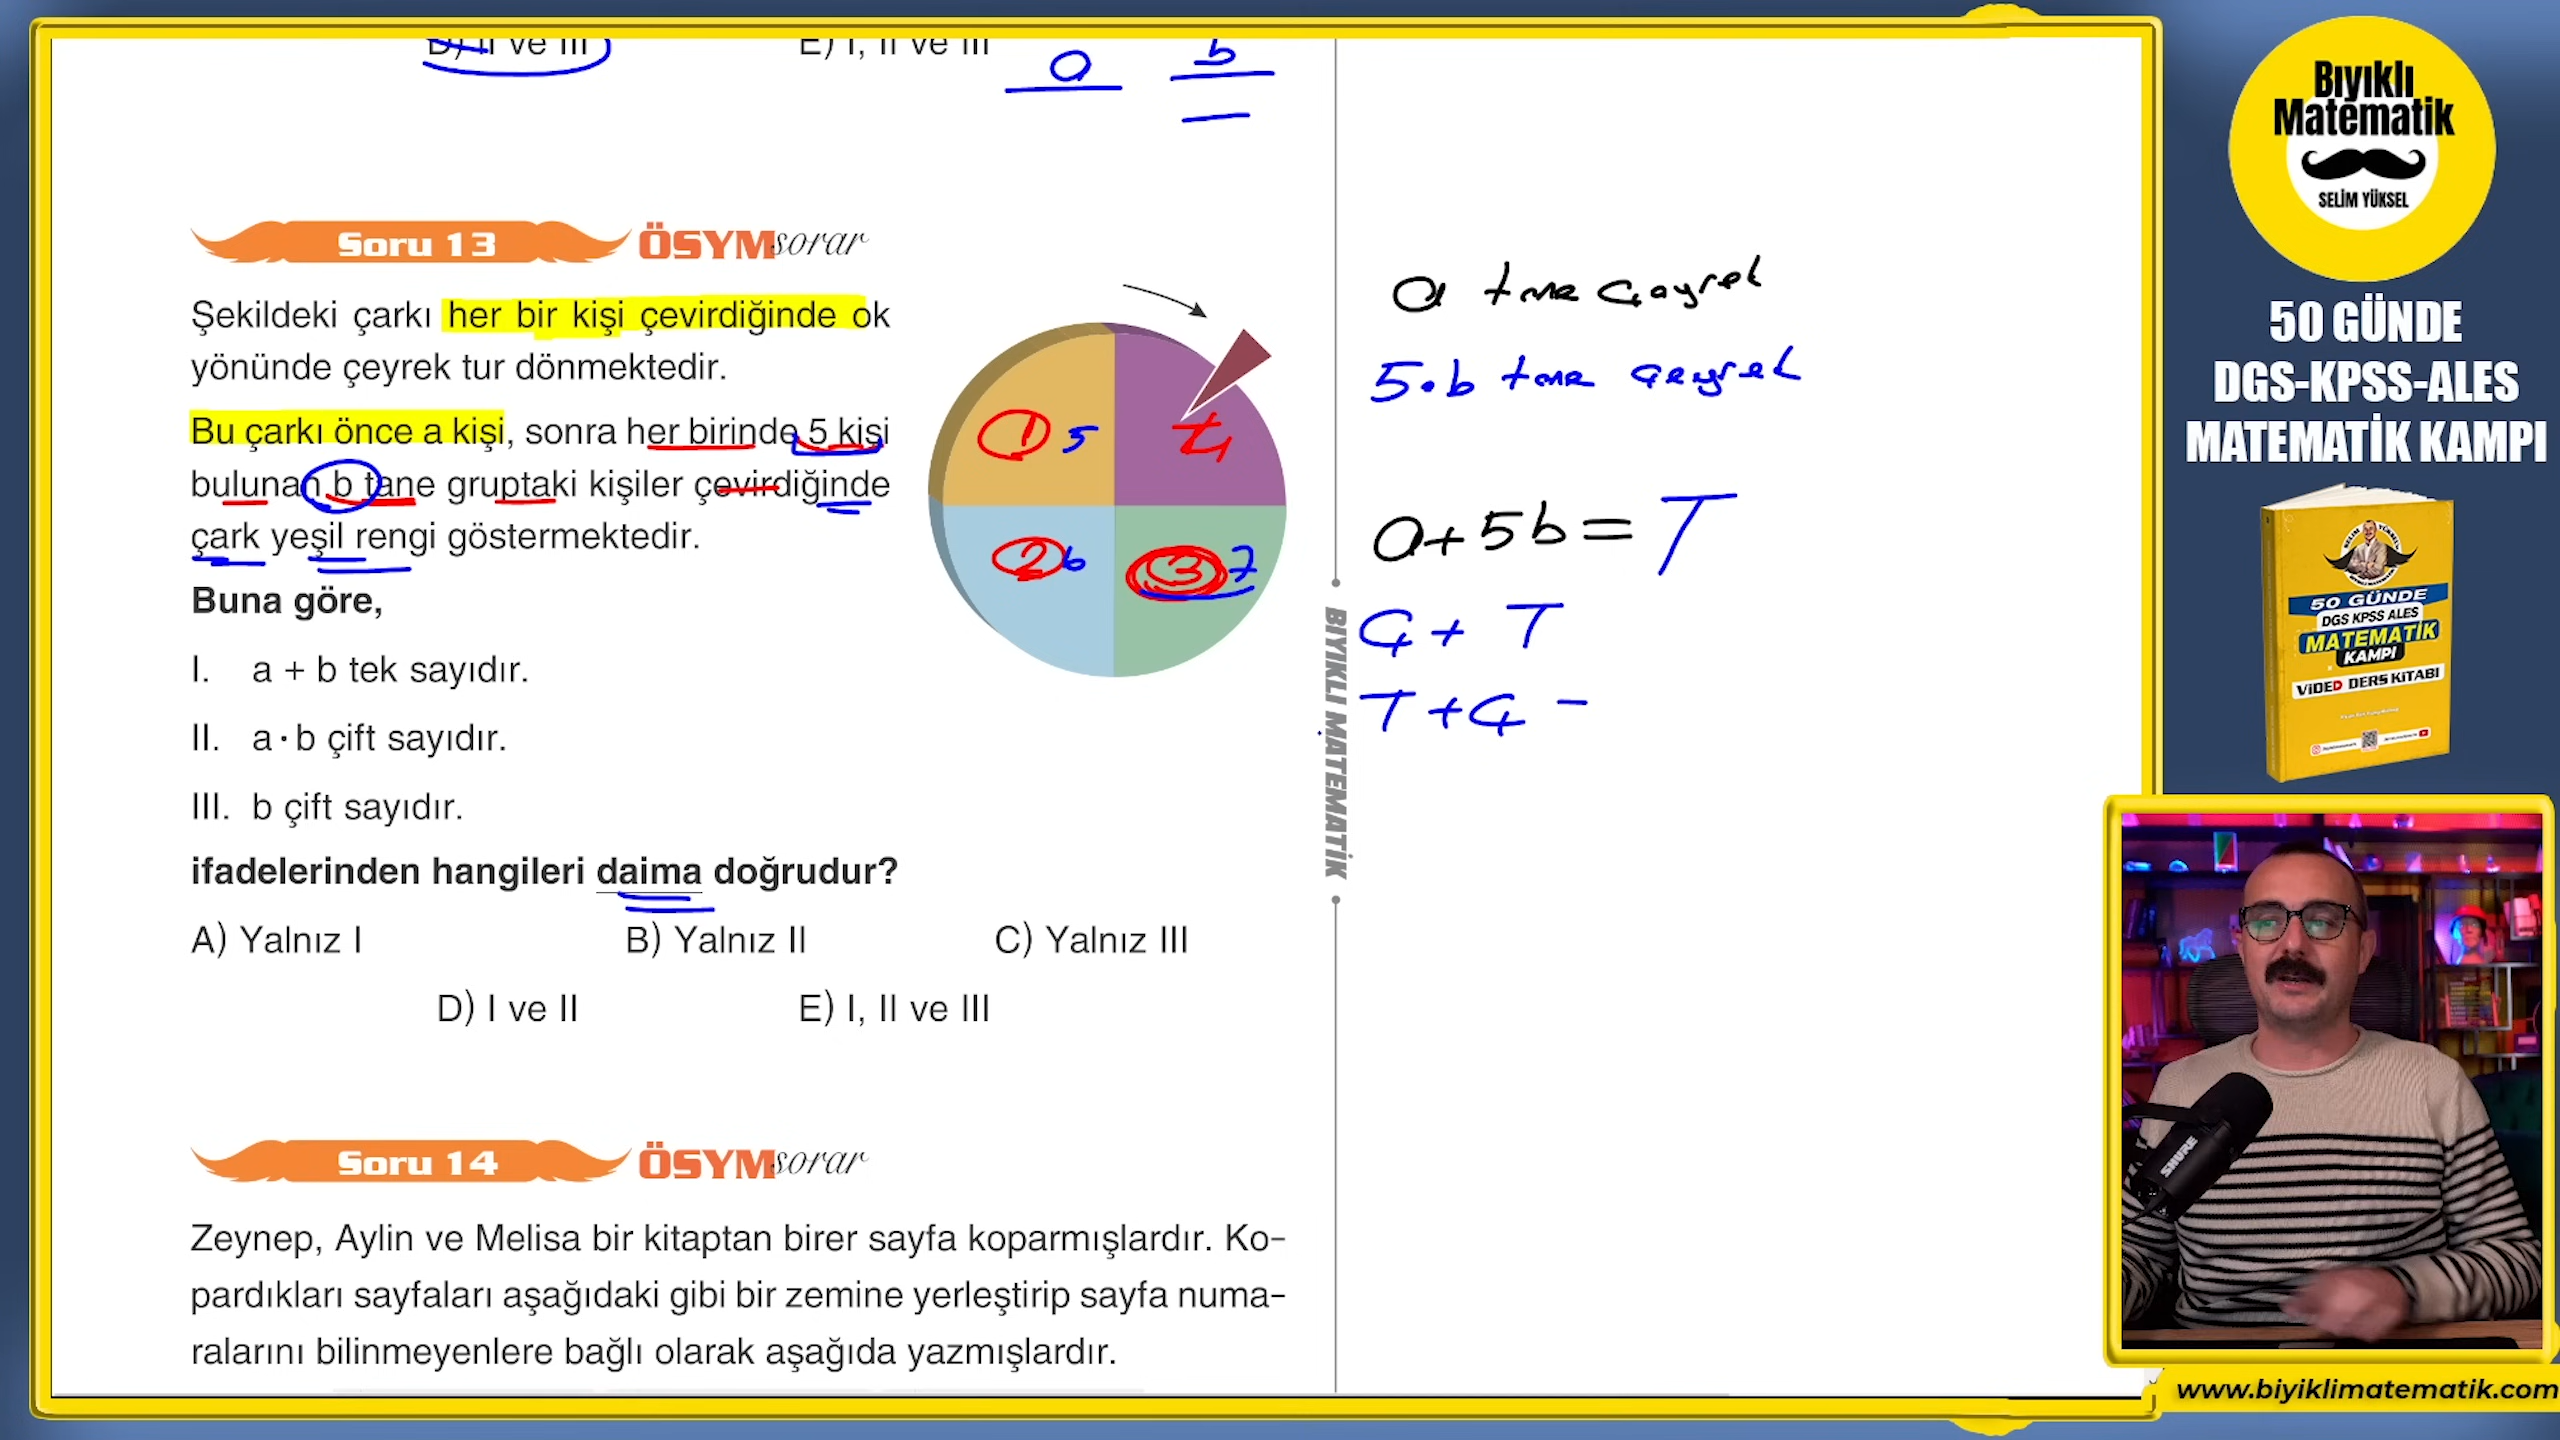 D) II ve III E) I, II ve III
a b
Soru 13 ÖSYM sorar
Şekildeki çarkı her bir kişi çevirdiğinde ok
yönünde çeyrek tur dönmektedir.
Bu çarkı önce a kişi, sonra her birinde 5 kişi
bulunan b tane gruptaki kişiler çevirdiğinde
çark yeşil rengi göstermektedir.
Buna göre,
I. a + b tek sayıdır.
II. a · b çift sayıdır.
III. b çift sayıdır.
ifadelerinden hangileri daima doğrudur?
A) Yalnız I B) Yalnız II C) Yalnız III
D) I ve II E) I, II ve III
1 5
2 6
3 7
a tane çeyrek
5·b tane çeyrek
a+5b=T
Ç+ T
T+Ç -
BIYIKLI MATEMATİK
Soru 14 ÖSYM sorar
Zeynep, Aylin ve Melisa bir kitaptan birer sayfa koparmışlardır. Ko-
pardıkları sayfaları aşağıdaki gibi bir zemine yerleştirip sayfa numa-
ralarını bilinmeyenlere bağlı olarak aşağıda yazmışlardır.
Bıyıklı
Matematik
SELİM YÜKSEL
50 GÜNDE
DGS-KPSS-ALES
MATEMATİK KAMPI
50 GÜNDE
DGS KPSS ALES
MATEMATİK
KAMPI
VİDEO DERS KİTABI
SHURE
www.biyiklimatematik.com